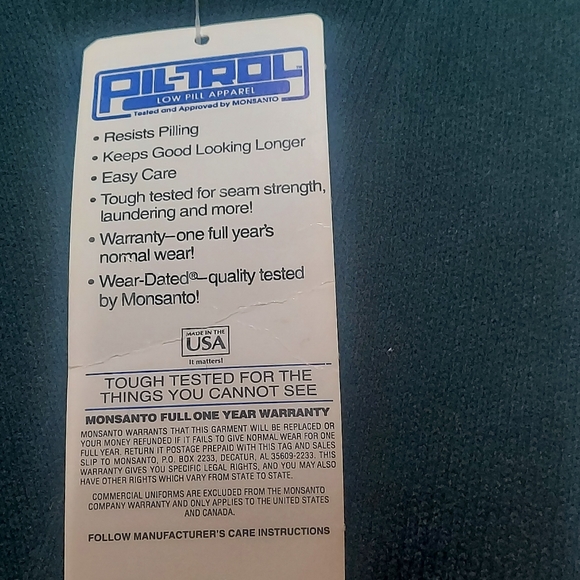 PIL-TROL™
LOW PILL APPAREL
Tested and Approved by MONSANTO
• Resists Pilling
• Keeps Good Looking Longer
• Easy Care
• Tough tested for seam strength,
laundering and more!
• Warranty–one full year's
normal wear!
• Wear-Dated®–quality tested
by Monsanto!
MADE IN THE
USA
It matters!
TOUGH TESTED FOR THE
THINGS YOU CANNOT SEE
MONSANTO FULL ONE YEAR WARRANTY
MONSANTO WARRANTS THAT THIS GARMENT WILL BE REPLACED OR
YOUR MONEY REFUNDED IF IT FAILS TO GIVE NORMAL WEAR FOR ONE
FULL YEAR. RETURN IT POSTAGE PREPAID WITH THIS TAG AND SALES
SLIP TO MONSANTO, P.O. BOX 2233, DECATUR, AL 35609-2233. THIS
WARRANTY GIVES YOU SPECIFIC LEGAL RIGHTS, AND YOU MAY ALSO
HAVE OTHER RIGHTS WHICH VARY FROM STATE TO STATE.
COMMERCIAL UNIFORMS ARE EXCLUDED FROM THE MONSANTO
COMPANY WARRANTY AND ONLY APPLIES TO THE UNITED STATES
AND CANADA.
FOLLOW MANUFACTURER'S CARE INSTRUCTIONS